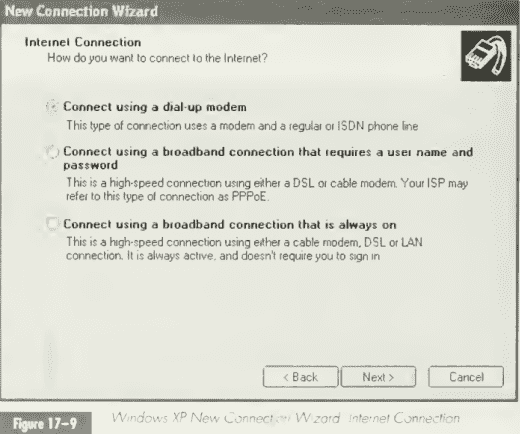 New Connection Wizard
Internet Connection
How do you want to connect to the Internet?
Connect using a dial-up modem
This type of connection uses a modem and a regular or ISDN phone line
Connect using a broadband connection that requires a user name and
password
This is a high-speed connection using either a DSL or cable modem. Your ISP may
refer to this type of connection as PPPoE.
Connect using a broadband connection that is always on
This is a high-speed connection using either a cable modem, DSL or LAN
connection. It is always active, and doesn't require you to sign in
< Back
Next >
Cancel
Figure 17–9
Windows XP New Connection Wizard Internet Connection